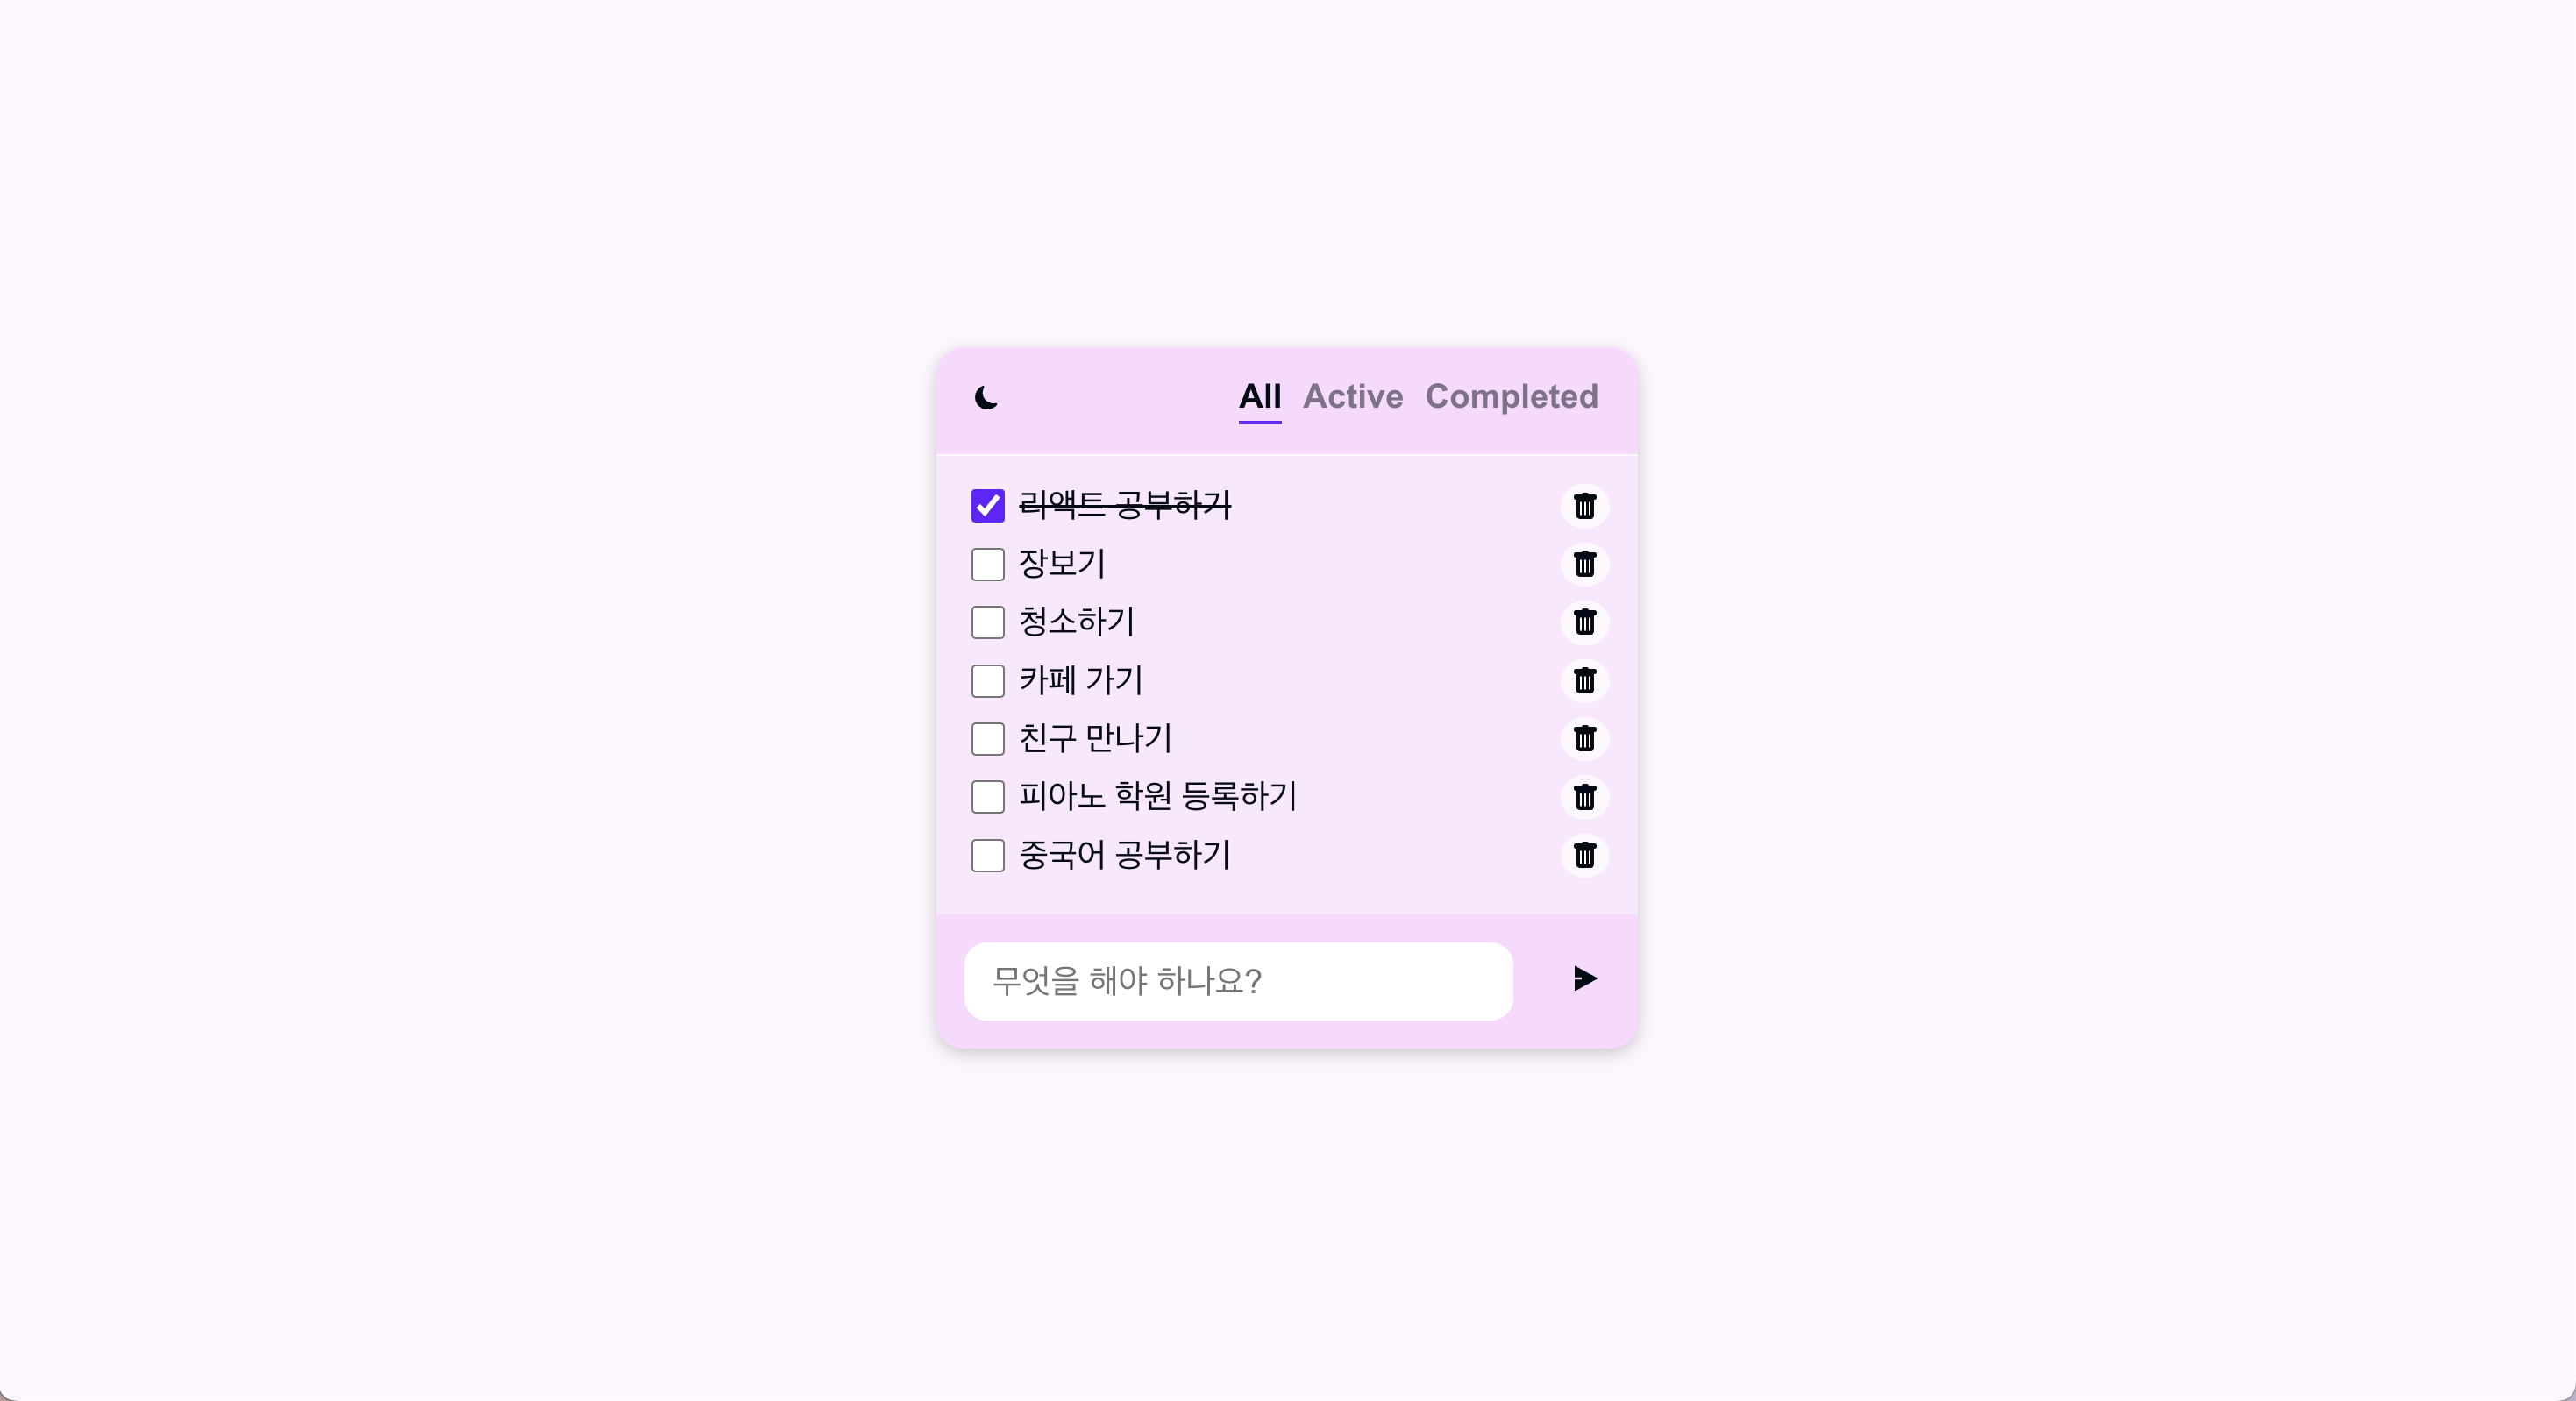 All Active Completed
리액트 공부하기
장보기
청소하기
카페 가기
친구 만나기
피아노 학원 등록하기
중국어 공부하기
무엇을 해야 하나요?